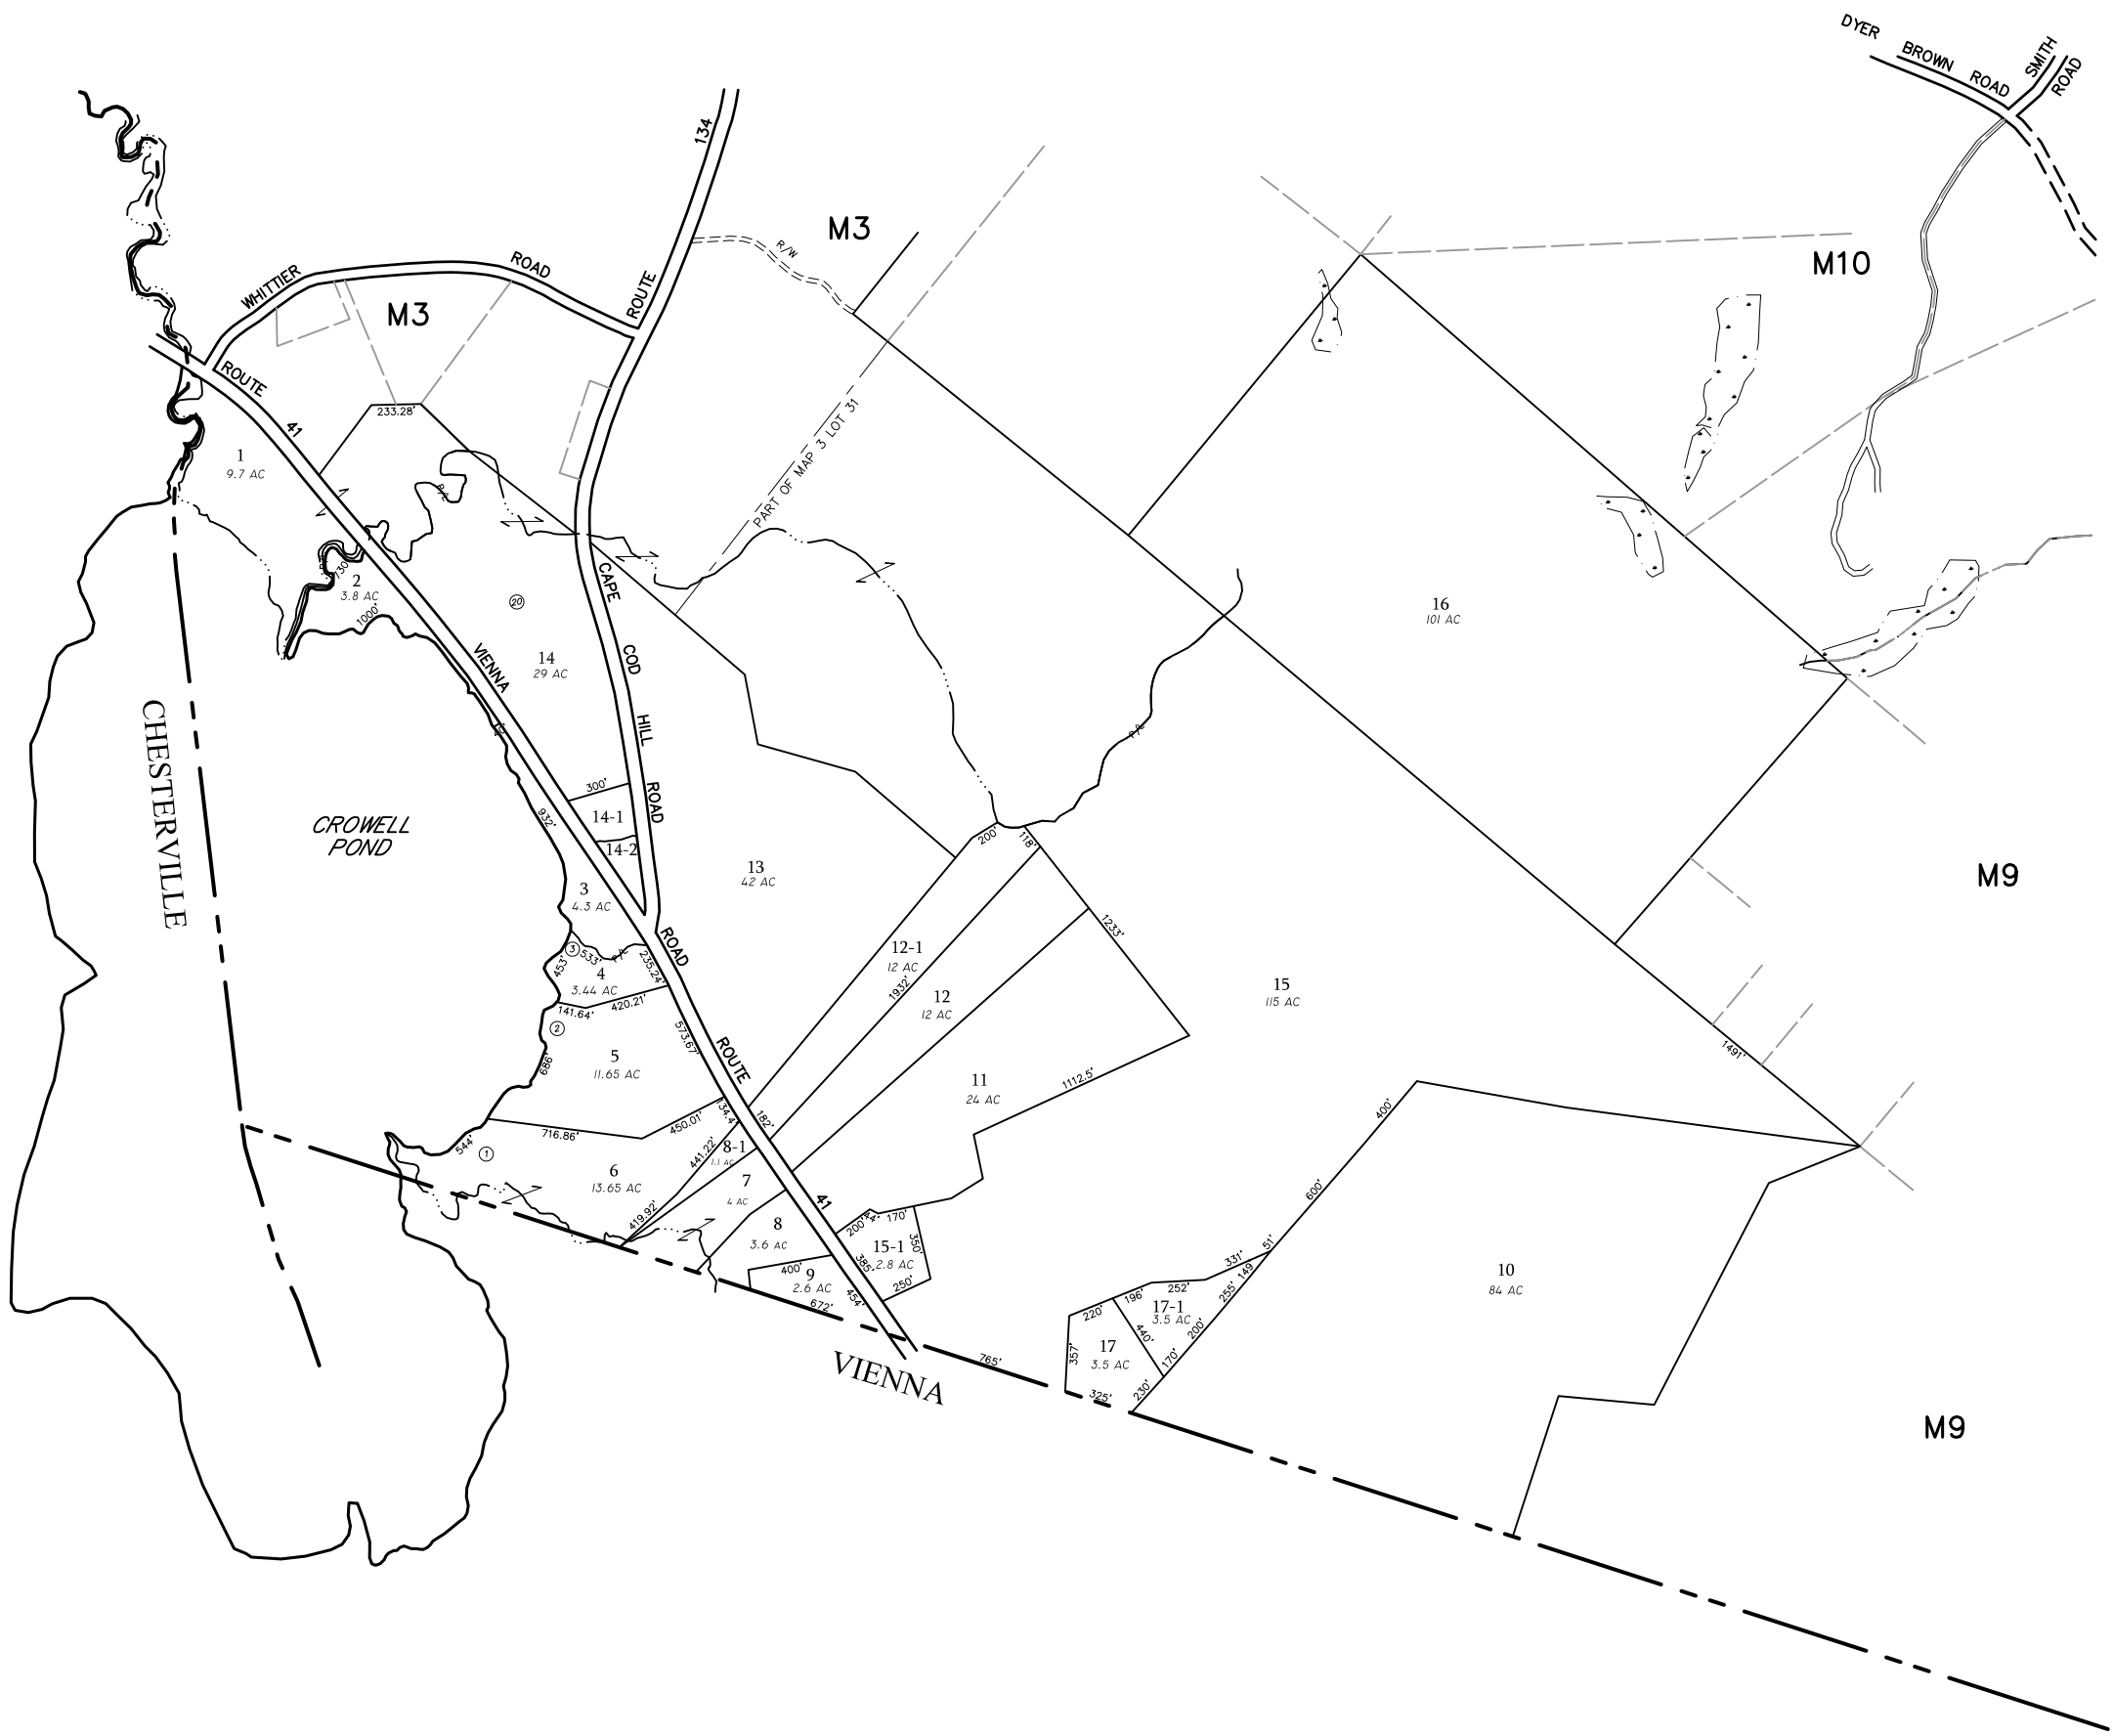 DYER BROWN ROAD
SMITH ROAD
134
ROUTE
M3
R/W
WHITTIER ROAD
M3
M10
ROUTE 41
233.28'
1
9.7 AC
PART OF MAP 3 LOT 31
P/L
730'
2
3.8 AC
1000'
20
CAPE COD HILL ROAD
16
101 AC
14
29 AC
VIENNA ROAD
CHESTERVILLE
P/L
300'
14-1
14-2
932'
CROWELL
POND
200'
118'
13
42 AC
M9
3
4.3 AC
1233'
3
533'
P/L
453'
235.24'
4
3.44 AC
12-1
12 AC
1932'
12
12 AC
15
115 AC
141.64'
420.21'
2
573.67'
ROUTE 41
1491'
5
11.65 AC
686'
11
24 AC
1112.5'
400'
182'
716.86'
450.01'
544'
1
441.22'
8-1
1.1 AC
6
13.65 AC
7
4 AC
600'
419.92'
8
3.6 AC
200'
170'
350'
15-1
2.8 AC
385'
250'
400'
9
2.6 AC
454'
672'
51'
331'
149'
252'
255'
196'
17-1
3.5 AC
220'
200'
440'
10
84 AC
17
3.5 AC
357'
170'
765'
325'
230'
VIENNA
M9